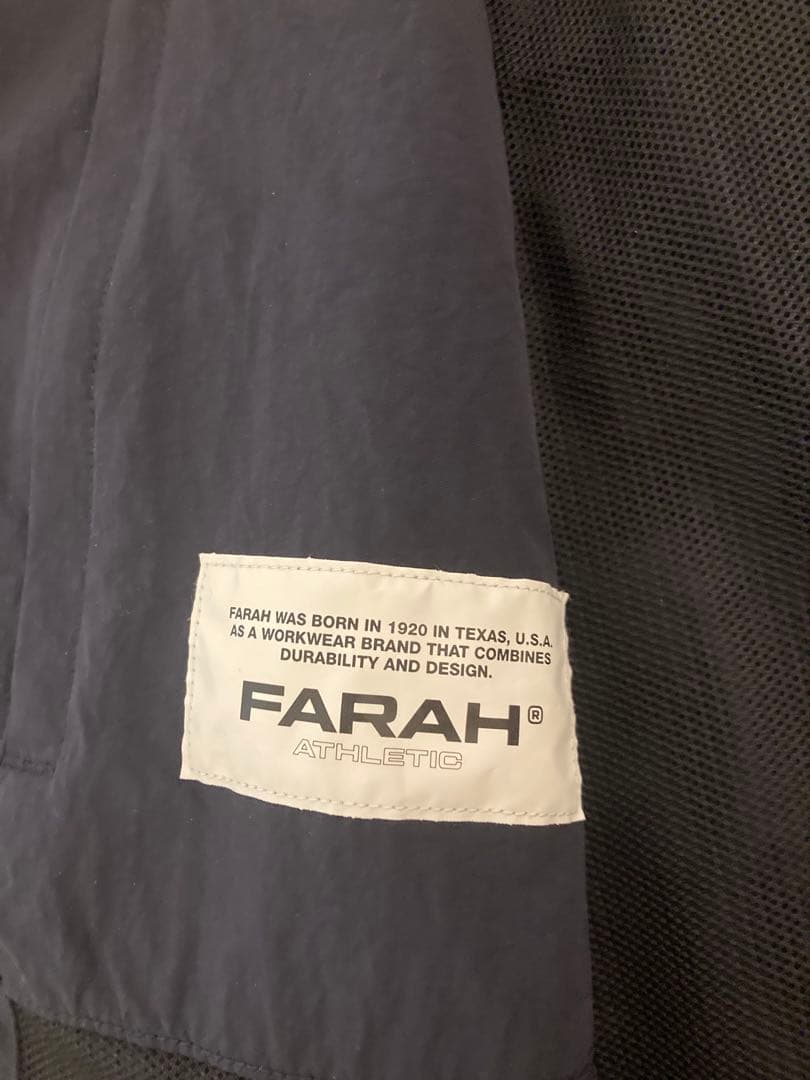 FARAH WAS BORN IN 1920 IN TEXAS, U.S.A.
AS A WORKWEAR BRAND THAT COMBINES
DURABILITY AND DESIGN.
FARAH®
ATHLETIC